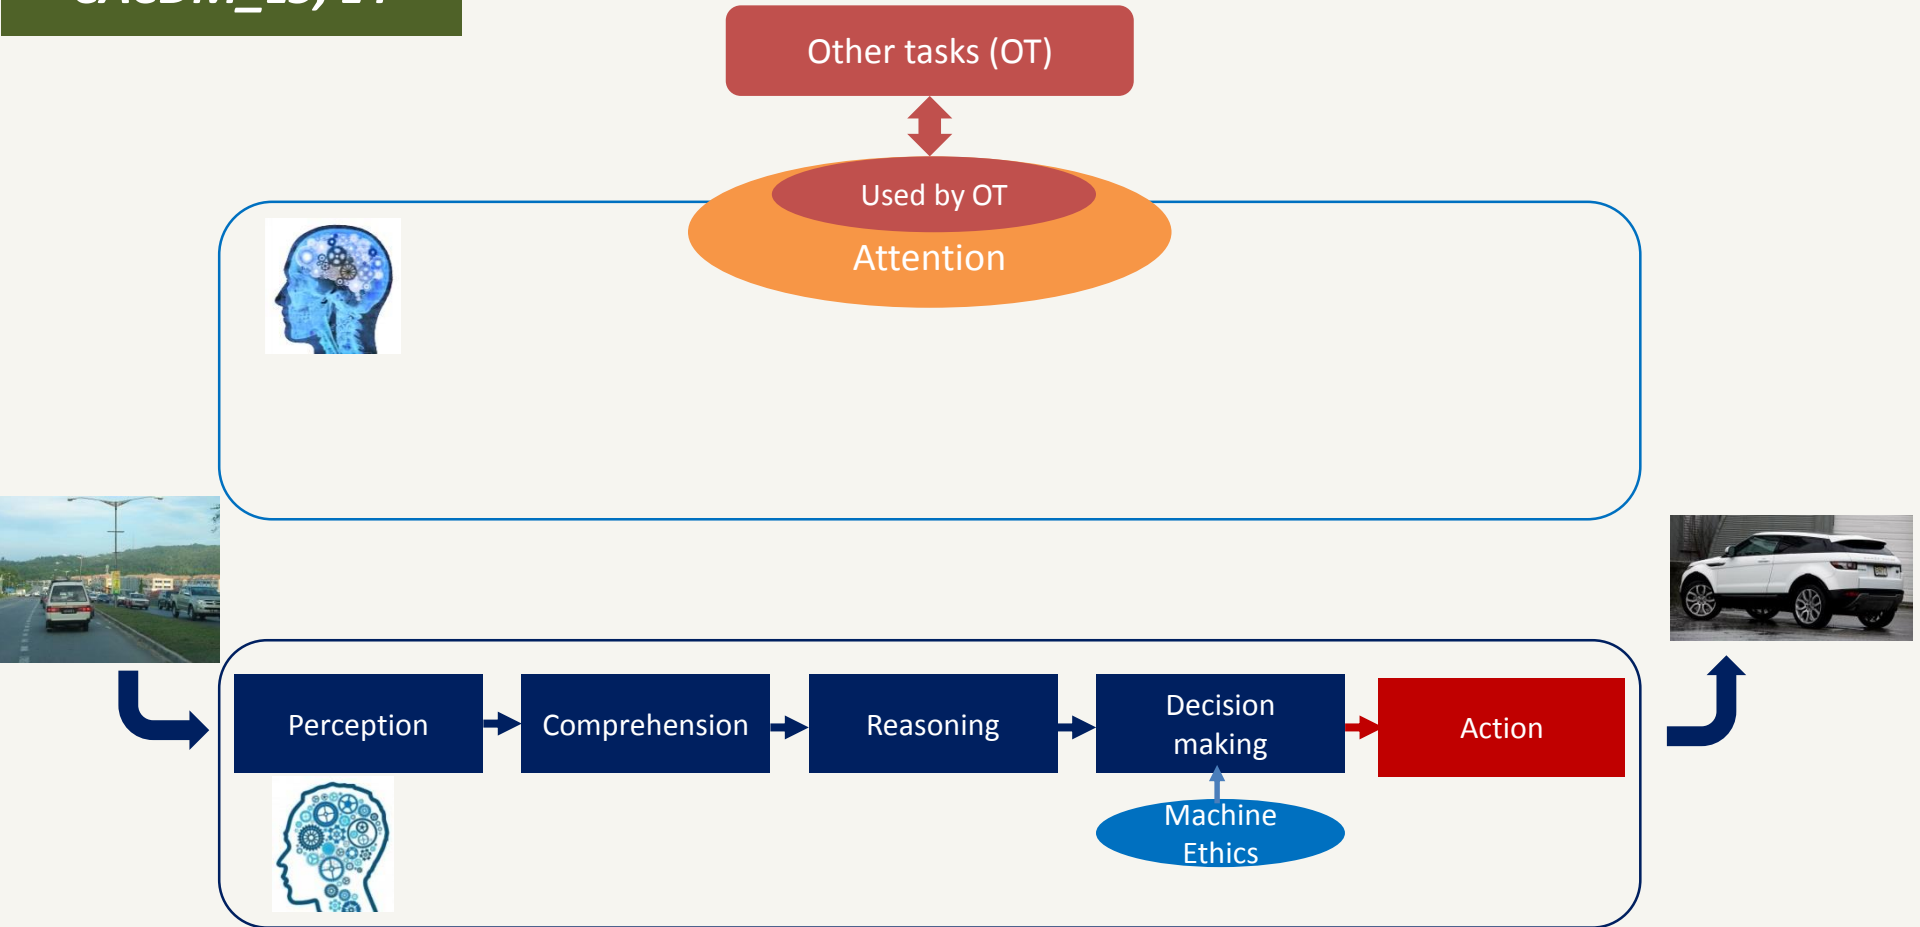 Other tasks (OT)
Used by OT
Attention
Perception
Comprehension
Reasoning
Decision
making
Action
Machine
Ethics